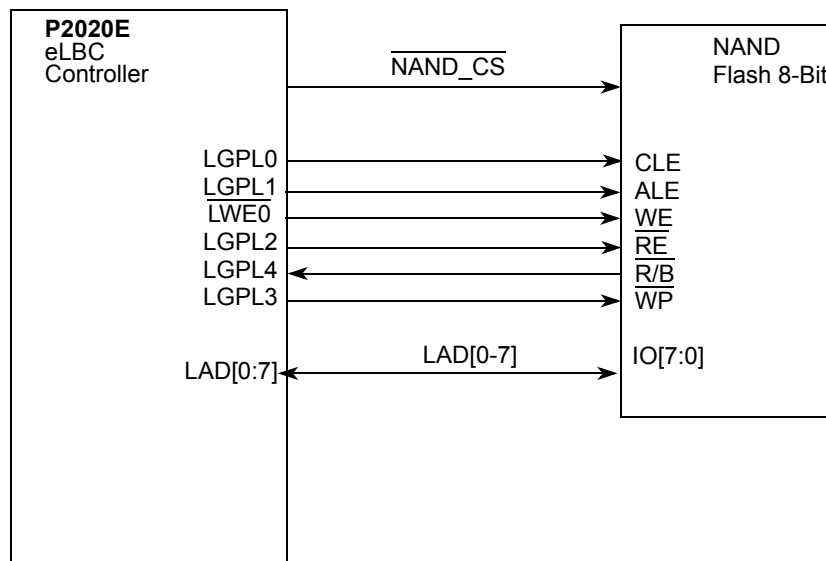 P2020E
eLBC
Controller
NAND_CS
NAND
Flash 8-Bit
LGPL0
CLE
LGPL1
ALE
LWE0
WE
LGPL2
RE
LGPL4
R/B
LGPL3
WP
LAD[0:7]
LAD[0-7]
IO[7:0]